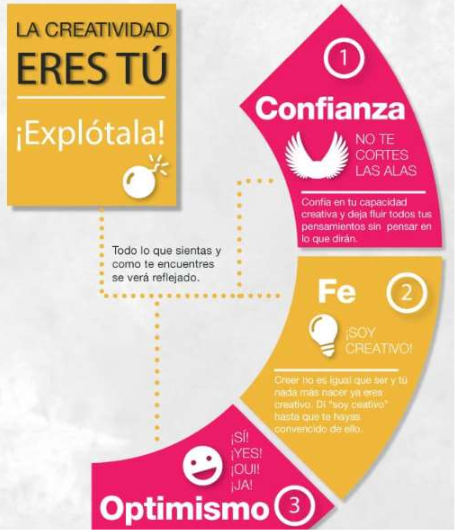 LA CREATIVIDAD
ERES TÚ
¡Explótala!
1
Confianza
NO TE
CORTES
LAS ALAS
Confia en tu capacidad
creativa y deja fluir todos tus
pensamientos sin pensar en
lo que dirán.
Todo lo que sientas y
como te encuentres
se verá reflejado.
Fe
2
¡SOY
CREATIVO!
Creer no es igual que ser y tú
nada más nacer ya eres
creativo. Di "soy ceativo"
hasta que te hayas
convencido de ello.
¡SÍ!
¡YES!
¡OUI!
¡JA!
Optimismo
3